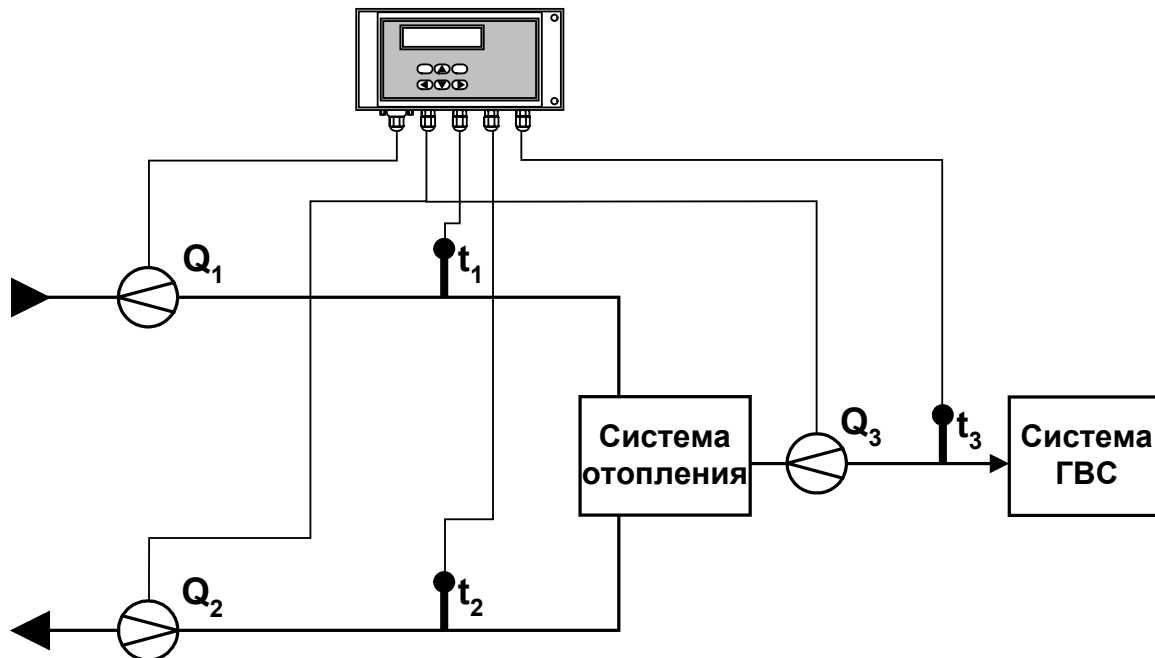 Q₁
t₁
Система
отопления
Q₃
t₃
Система
ГВС
Q₂
t₂